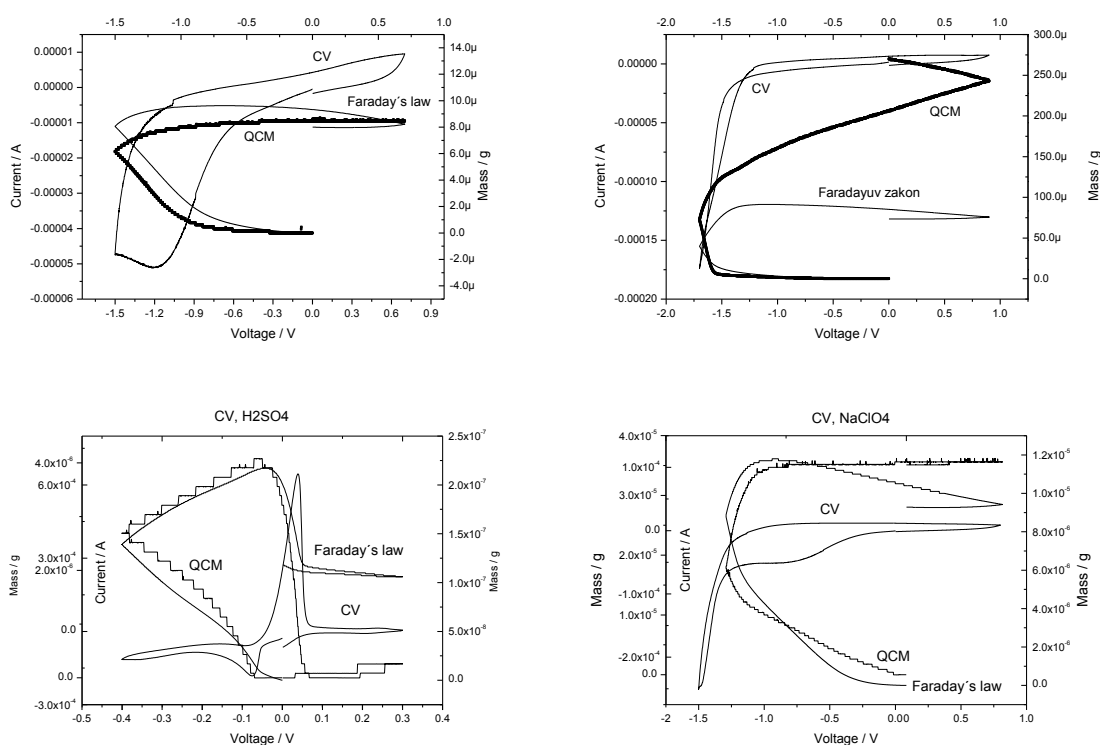 -1.5 -1.0 -0.5 0.0 0.5
0.00001
0.00000
-0.00001
-0.00002
-0.00003
-0.00004
-0.00005
-0.00006
Current / A
CV
Faraday´s law
QCM
14.0µ
12.0µ
10.0µ
8.0µ
6.0µ
4.0µ
2.0µ
0.0
-2.0µ
-4.0µ
Mass / g
-1.5 -1.2 -0.9 -0.6 -0.3 0.0 0.3 0.6 0.9
Voltage / V
-2.0 -1.5 -1.0 -0.5 0.0 0.5 1.0
0.00000
-0.00005
-0.00010
-0.00015
-0.00020
Current / A
CV
QCM
Faradayuv zakon
300.0µ
250.0µ
200.0µ
150.0µ
100.0µ
50.0µ
0.0
Mass / g
-2.0 -1.5 -1.0 -0.5 0.0 0.5 1.0
Voltage / V
CV, H2SO4
4.0x10⁻⁶
6.0x10⁻⁴
3.0x10⁻⁴
2.0x10⁻⁶
0.0
0.0
-3.0x10⁻⁴
Mass / g
Current / A
QCM
Faraday´s law
CV
2.5x10⁻⁷
2.0x10⁻⁷
1.5x10⁻⁷
1.0x10⁻⁷
5.0x10⁻⁸
0.0
Mass / g
-0.4 -0.3 -0.2 -0.1 0.0 0.1 0.2 0.3 0.4
Voltage / V
CV, NaClO4
4.0x10⁻⁵
1.0x10⁻⁴
3.0x10⁻⁵
0.0
2.0x10⁻⁵
-1.0x10⁻⁴
1.0x10⁻⁵
-2.0x10⁻⁴
0.0
Mass / g
Current / A
CV
QCM
Faraday´s law
1.2x10⁻⁵
1.0x10⁻⁵
8.0x10⁻⁶
6.0x10⁻⁶
4.0x10⁻⁶
2.0x10⁻⁶
0.0
Mass / g
-1.5 -1.0 -0.5 0.0 0.5 1.0
Voltage / V